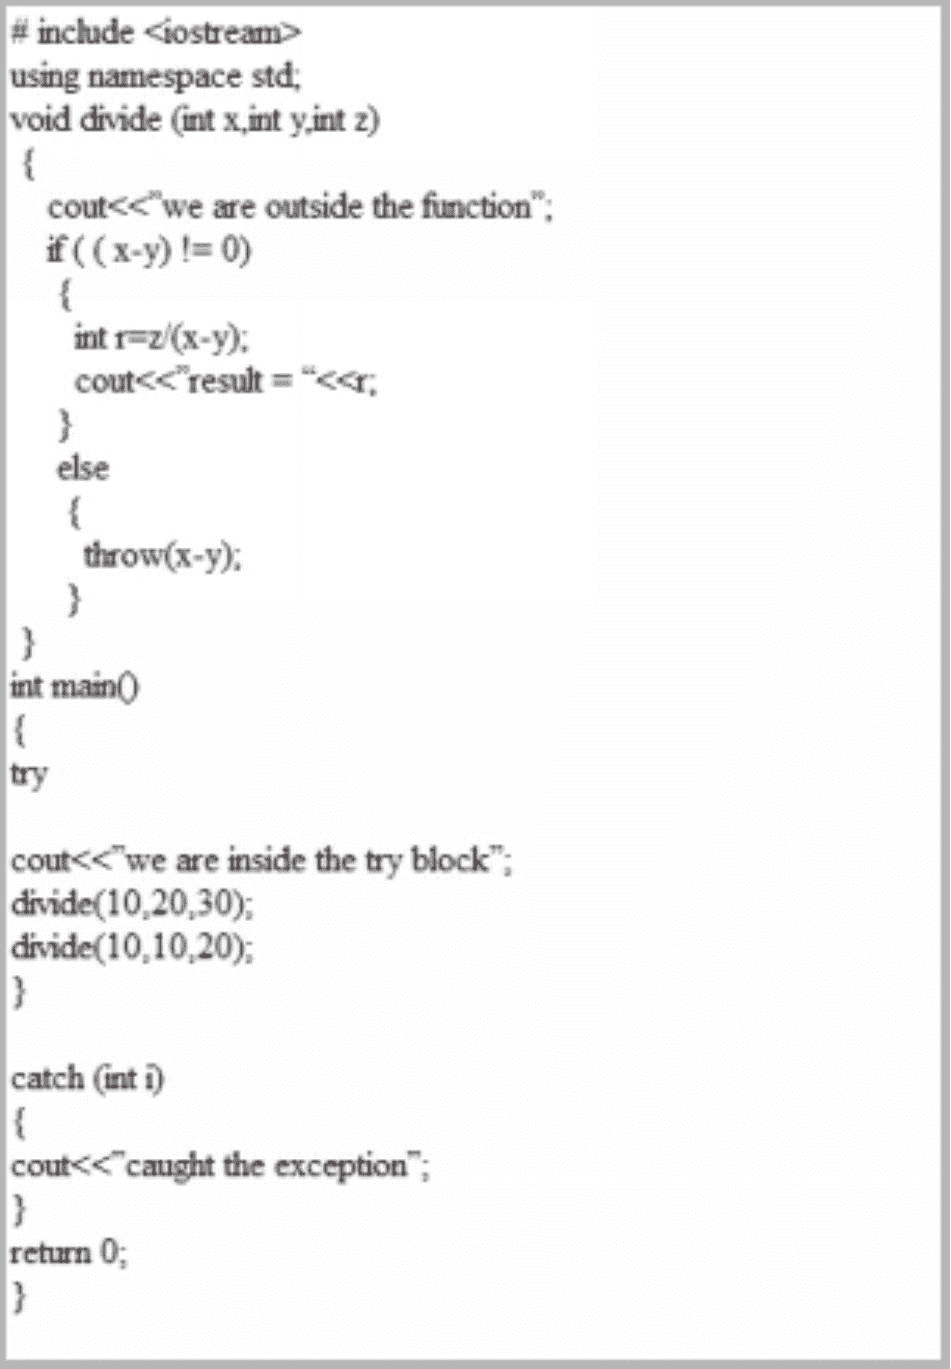 # include <iostream>
using namespace std;
void divide (int x,int y,int z)
{
cout<<”we are outside the function”;
if ( ( x-y) != 0)
{
int r=z/(x-y);
cout<<”result = “<<r;
}
else
{
throw(x-y);
}
}
int main()
{
try

cout<<”we are inside the try block”;
divide(10,20,30);
divide(10,10,20);
}

catch (int i)
{
cout<<”caught the exception”;
}
return 0;
}